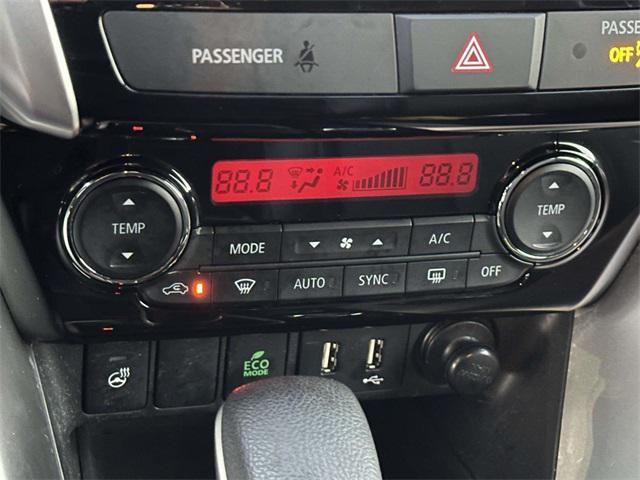 PASSENGER
PASSE
OFF
88.8 A/C 88.8
TEMP
TEMP
MODE
A/C
AUTO
SYNC
OFF
ECO
MODE